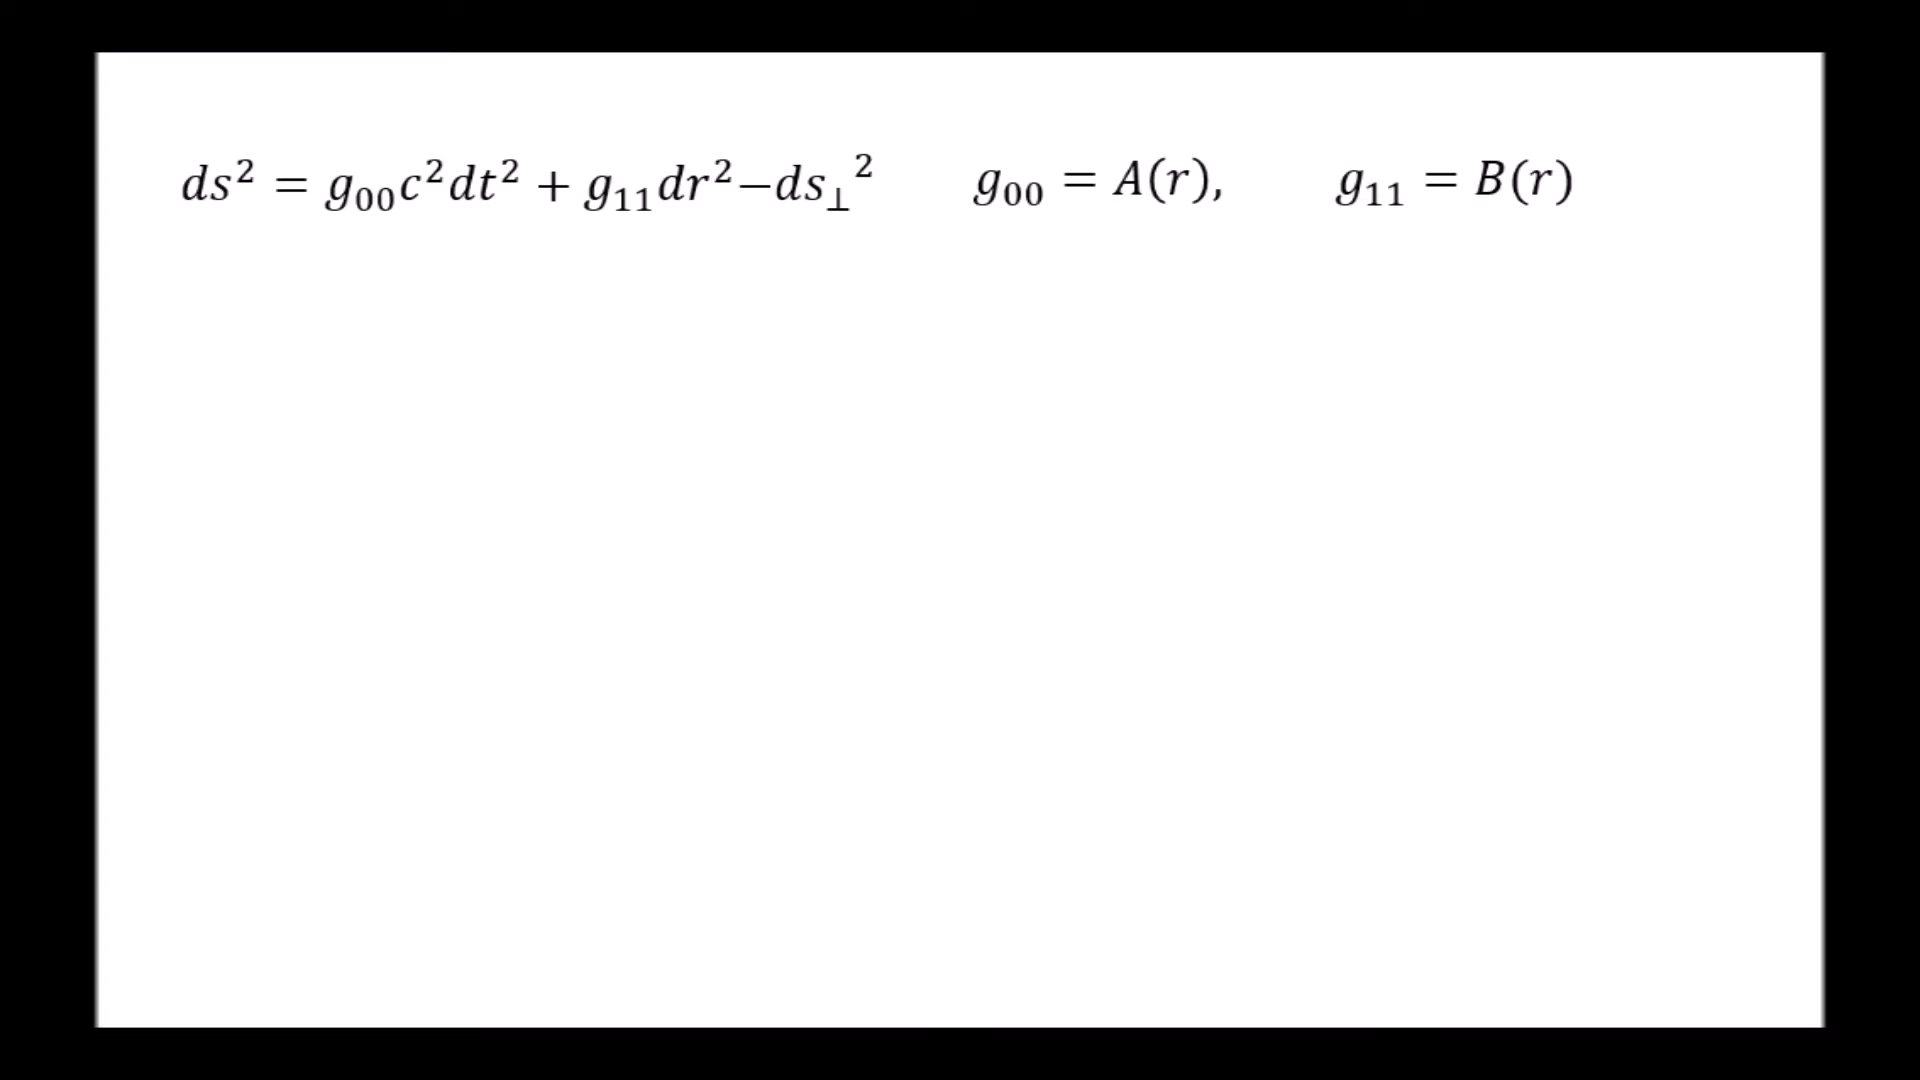 ds² = g₀₀c²dt² + g₁₁dr²−ds⊥² g₀₀ = A(r), g₁₁ = B(r)